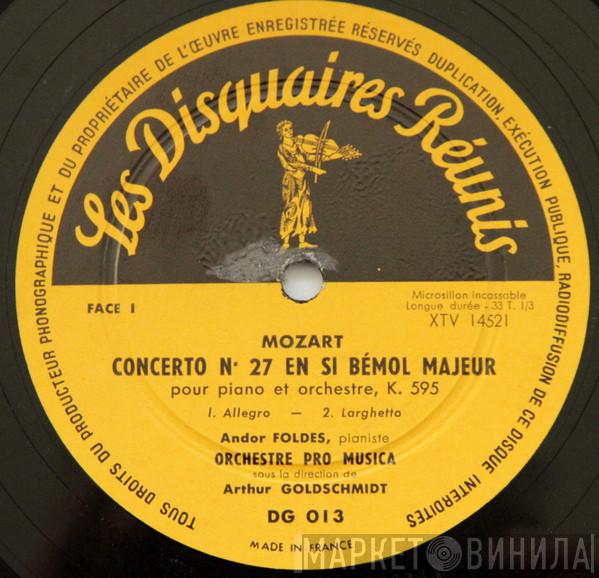 TOUS DROITS DU PRODUCTEUR PHONOGRAPHIQUE ET DU PROPRIÉTAIRE DE L'ŒUVRE ENREGISTRÉE RÉSERVÉS. DUPLICATION, EXÉCUTION PUBLIQUE, RADIODIFFUSION DE CE DISQUE INTERDITES
Les Disquaires Réunis
FACE I
Microsillon incassable
Longue durée - 33 T. 1/3
XTV 14521
MOZART
CONCERTO N· 27 EN SI BÉMOL MAJEUR
pour piano et orchestre, K. 595
1. Allegro — 2. Larghetto
Andor FOLDES, pianiste
ORCHESTRE PRO MUSICA
sous la direction de
Arthur GOLDSCHMIDT
DG 013
MADE IN FRANCE
МАРКЕТ ВИНИЛА